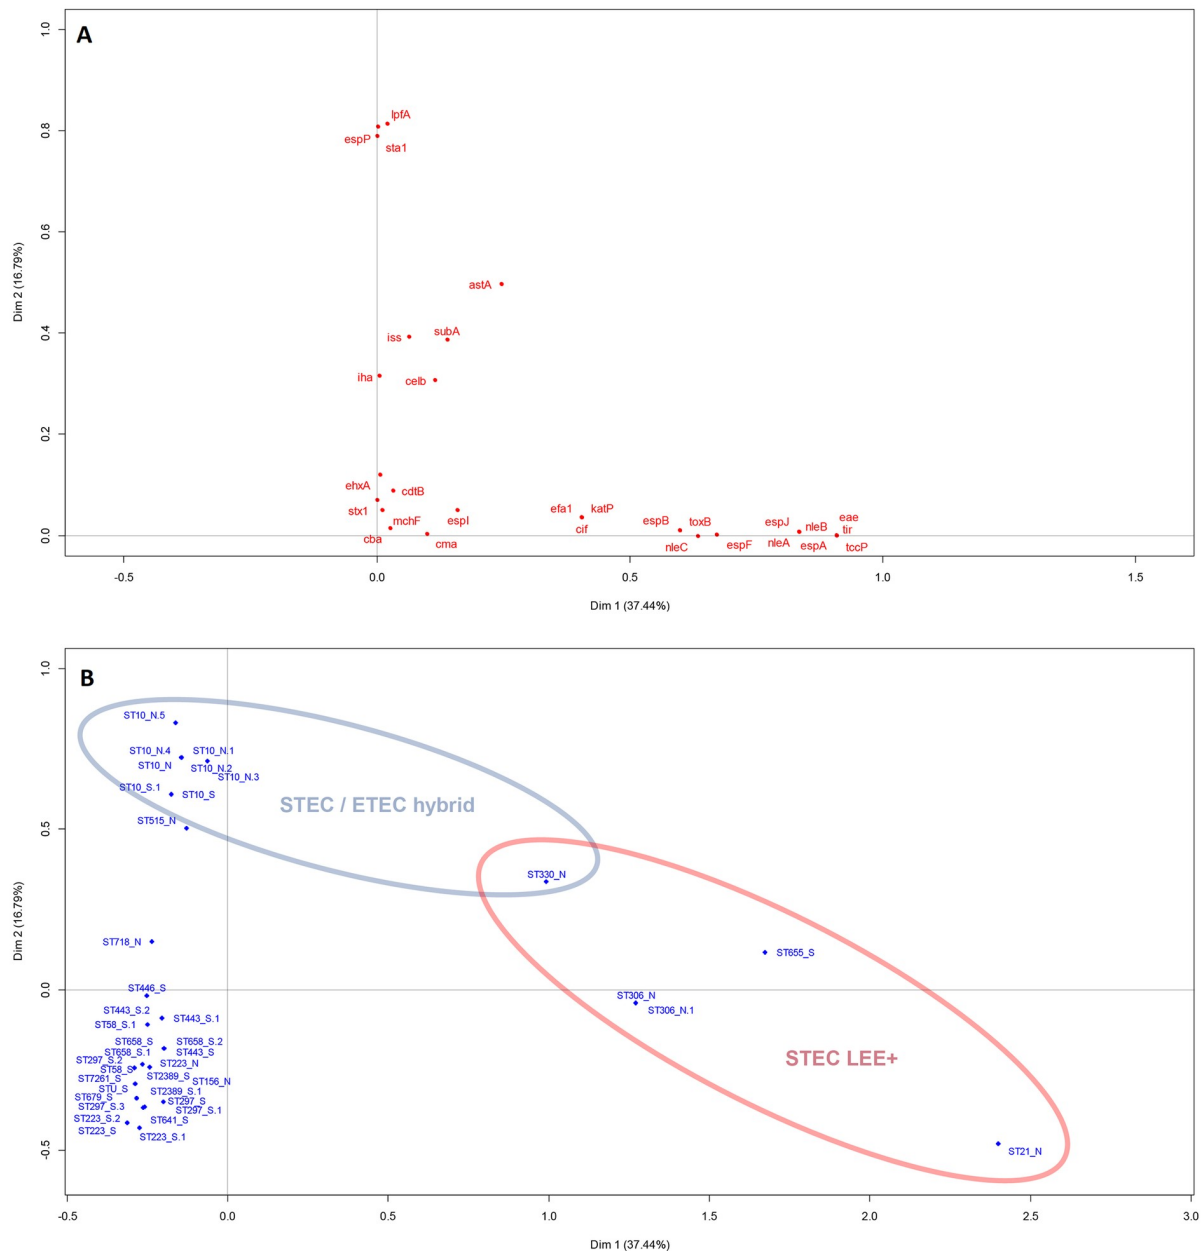 A
1.0
0.8
0.6
0.4
0.2
0.0
Dim 2 (16.79%)
lpfA
espP
sta1
astA
iss
subA
iha
celb
ehxA
cdtB
stx1
mchF
espI
cba
cma
efa1
katP
cif
espB
toxB
nleC
espF
espJ
nleB
eae
tir
nleA
espA
tccP
-0.5 0.0 0.5 1.0 1.5
Dim 1 (37.44%)
B
1.0
0.5
0.0
-0.5
Dim 2 (16.79%)
ST10_N.5
ST10_N.4
ST10_N.1
ST10_N
ST10_N.2
ST10_N.3
ST10_S.1
ST10_S
STEC / ETEC hybrid
ST515_N
ST330_N
ST718_N
ST655_S
ST446_S
ST306_N
ST306_N.1
ST443_S.2
ST443_S.1
ST58_S.1
ST658_S
ST658_S.2
ST658_S.1
ST443_S
STEC LEE+
ST297_S.2
ST223_N
ST58_S
ST2389_S
ST7261_S
ST156_N
STU_S
ST2389_S.1
ST679_S
ST297_S
ST297_S.3
ST297_S.1
ST223_S.2
ST641_S
ST223_S
ST223_S.1
ST21_N
-0.5 0.0 0.5 1.0 1.5 2.0 2.5 3.0
Dim 1 (37.44%)